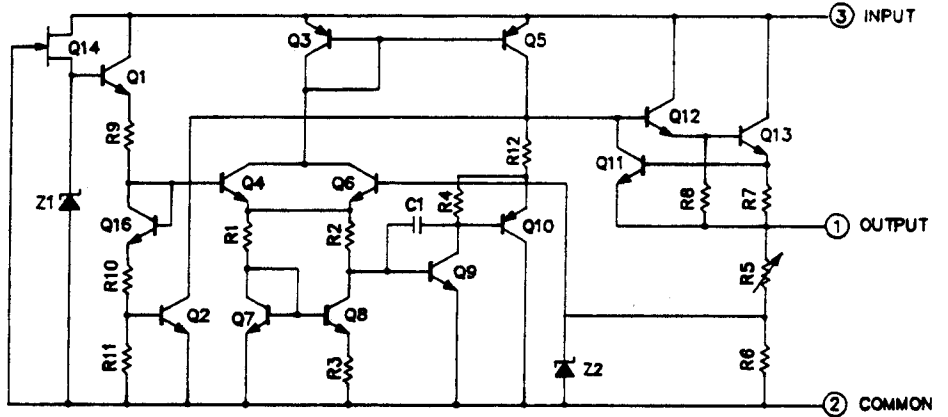 3 INPUT
Q14
Q3
Q5
Q1
Q12
Q13
R9
R12
Q11
Z1
Q4
Q6
R4
R8
R7
C1
1 OUTPUT
Q16
R1
R2
Q10
R5
R10
Q9
Q2
Q7
Q8
R11
R3
Z2
R6
2 COMMON